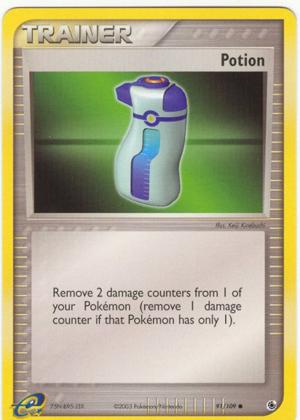 TRAINER
Potion
Illus. Keiji Kinebuchi
Remove 2 damage counters from 1 of
your Pokémon (remove 1 damage
counter if that Pokémon has only 1).
©2003 Pokémon/Nintendo
91/109